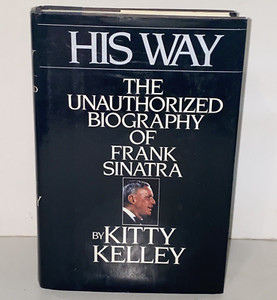 HIS WAY
THE
UNAUTHORIZED
BIOGRAPHY
OF
FRANK
SINATRA
BY KITTY
KELLEY